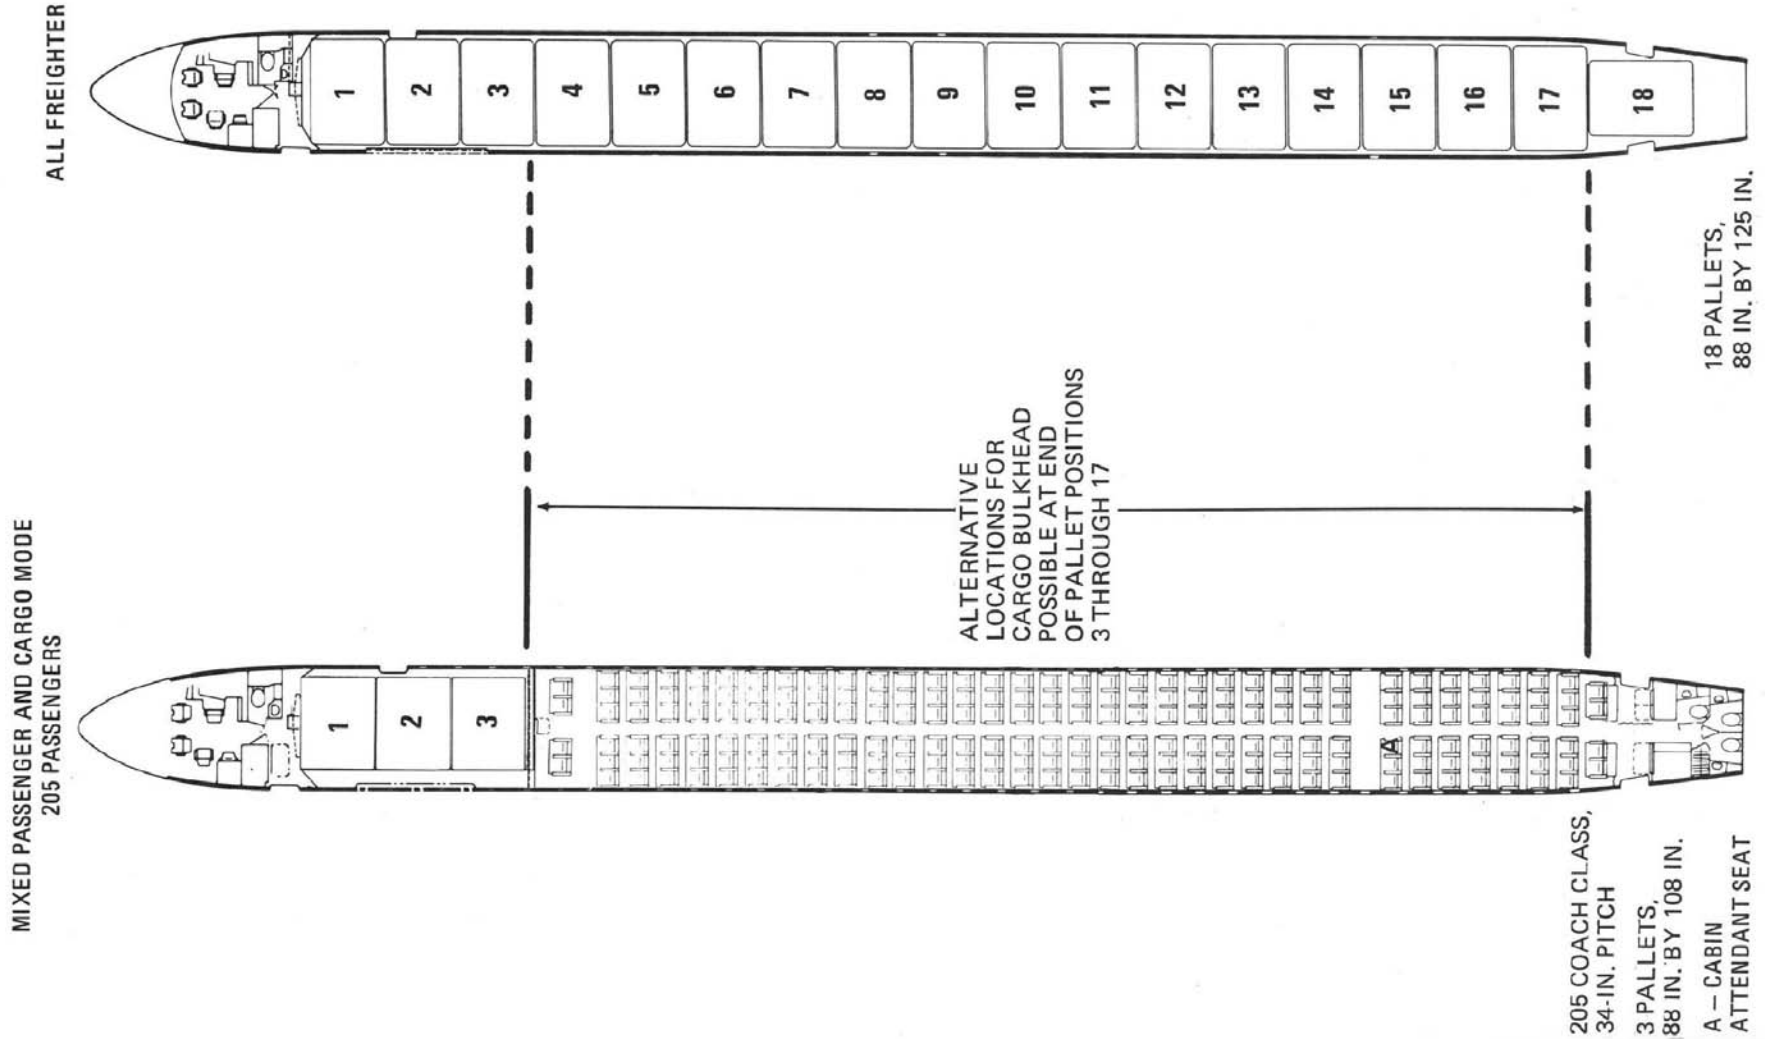 MIXED PASSENGER AND CARGO MODE
205 PASSENGERS
1
2
3
A
205 COACH CLASS,
34-IN. PITCH
3 PALLETS,
88 IN. BY 108 IN.
A – CABIN
ATTENDANT SEAT
ALTERNATIVE
LOCATIONS FOR
CARGO BULKHEAD
POSSIBLE AT END
OF PALLET POSITIONS
3 THROUGH 17
ALL FREIGHTER
1
2
3
4
5
6
7
8
9
10
11
12
13
14
15
16
17
18
18 PALLETS,
88 IN. BY 125 IN.